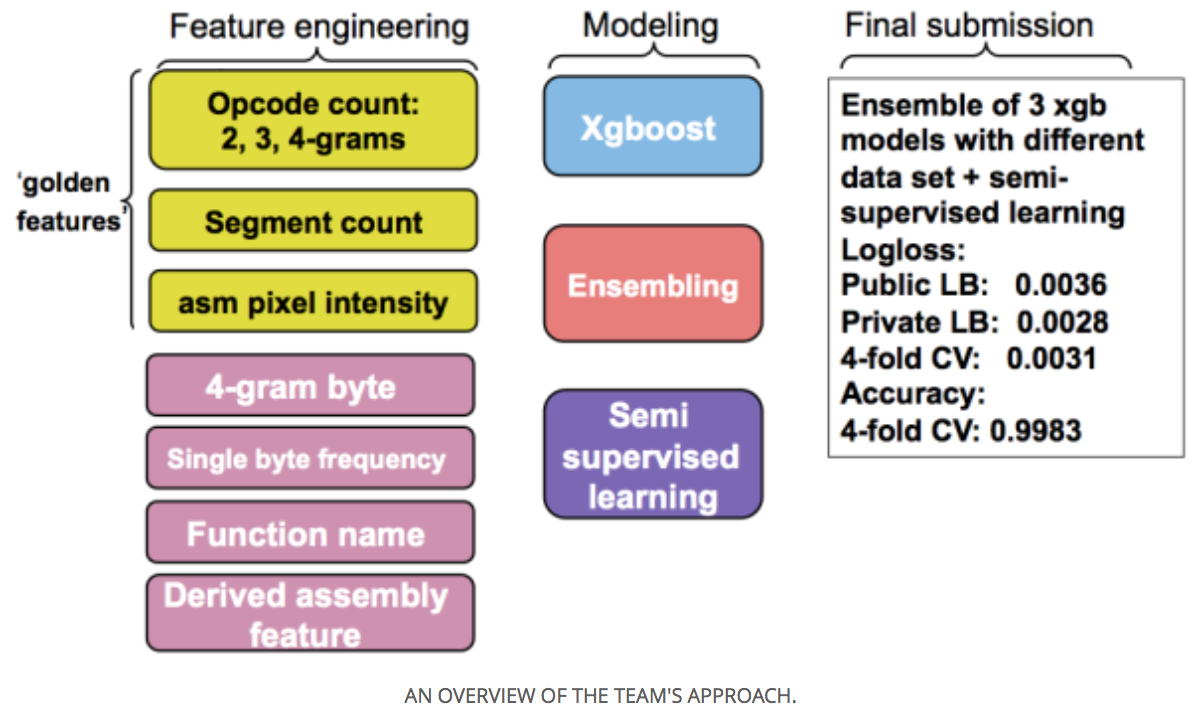 Feature engineering
Modeling
Final submission
'golden
features'
Opcode count:
2, 3, 4-grams
Segment count
asm pixel intensity
4-gram byte
Single byte frequency
Function name
Derived assembly
feature
Xgboost
Ensembling
Semi
supervised
learning
Ensemble of 3 xgb
models with different
data set + semi-
supervised learning
Logloss:
Public LB: 0.0036
Private LB: 0.0028
4-fold CV: 0.0031
Accuracy:
4-fold CV: 0.9983
AN OVERVIEW OF THE TEAM'S APPROACH.